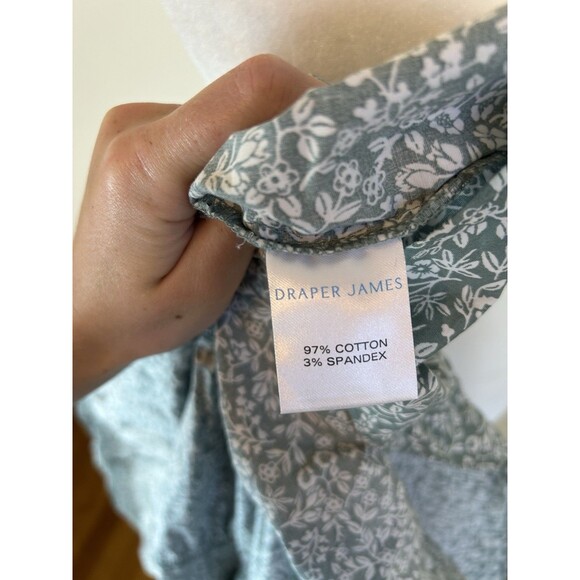 DRAPER JAMES
97% COTTON
3% SPANDEX